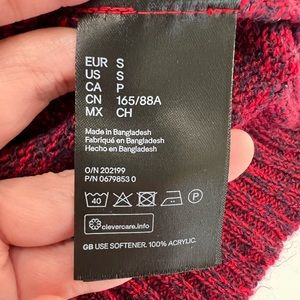 EUR S
US S
CA P
CN 165/88A
MX CH
Made in Bangladesh
Fabriqué en Bangladesh
Hecho en Bangladesh
O/N 202199
P/N 0679853 0
40 P
clevercare.info
GB USE SOFTENER. 100% ACRYLIC.